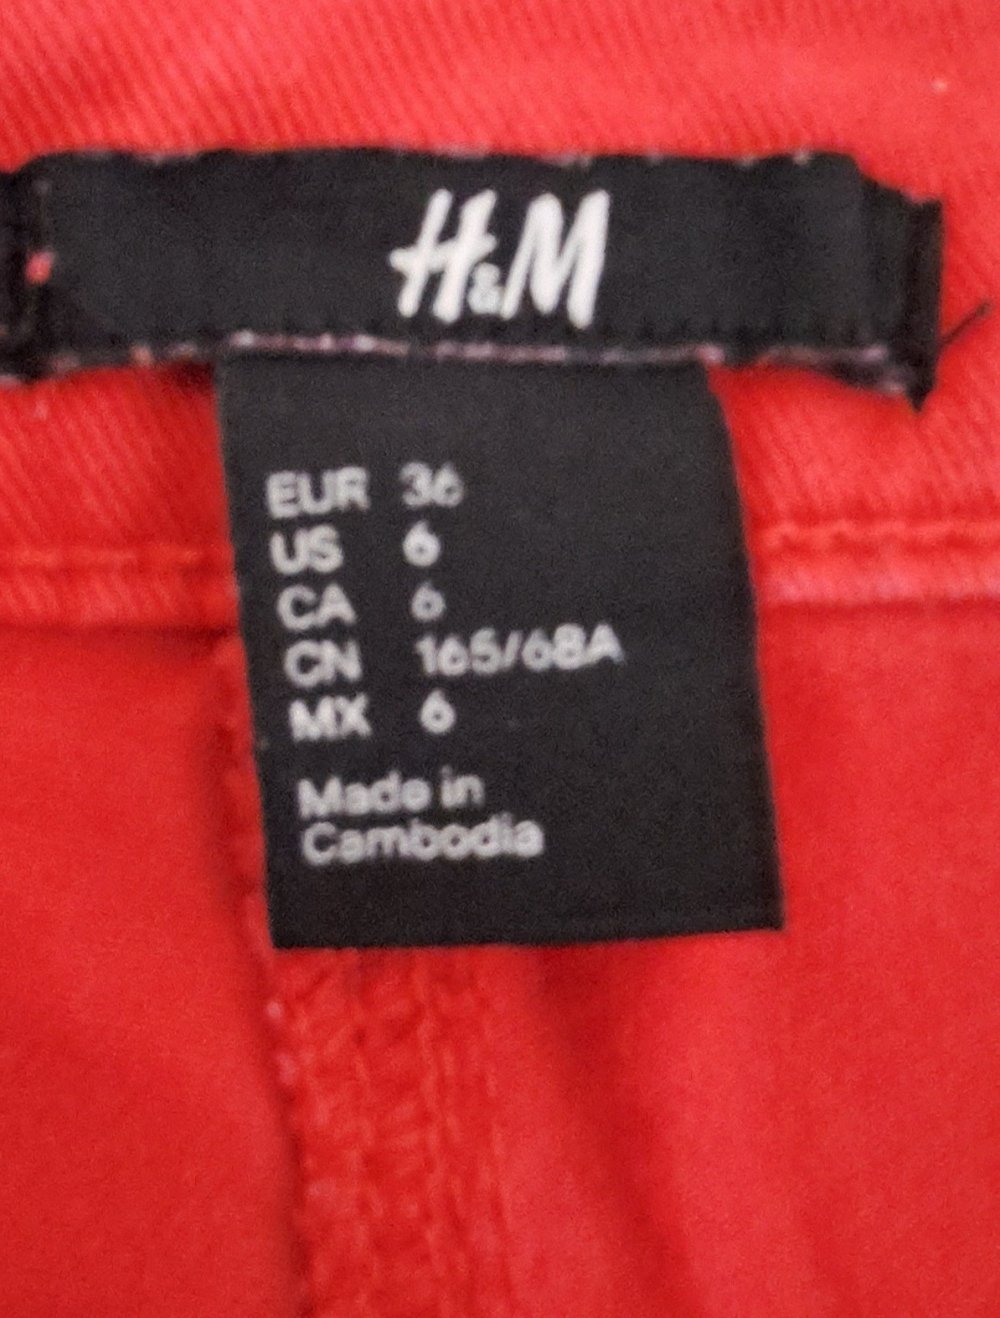 H&M
EUR 36
US 6
CA 6
CN 165/68A
MX 6
Made in
Cambodia